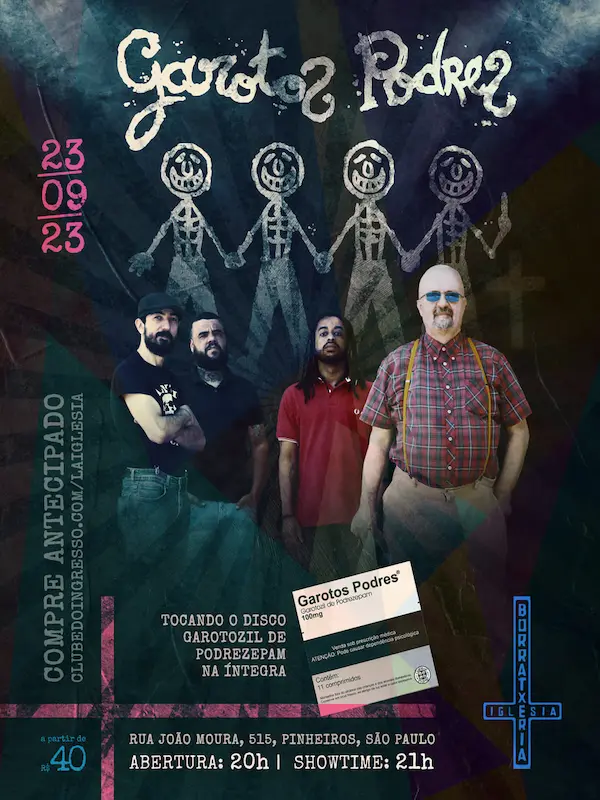 Garotos Podres
23
09
23
COMPRE ANTECIPADO
CLUBEDOINGRESSO.COM/LAIGLESIA
TOCANDO O DISCO
GAROTOZIL DE
PODREZEPAM
NA ÍNTEGRA
Garotos Podres®
Garotozil de Podrezepam
100mg
Venda sob prescrição médica
ATENÇÃO: Pode causar dependência psicológica
Contém:
11 comprimidos
BORRATXERIA
IGLESIA
a partir de
R$ 40
RUA JOÃO MOURA, 515, PINHEIROS, SÃO PAULO
ABERTURA: 20h | SHOWTIME: 21h